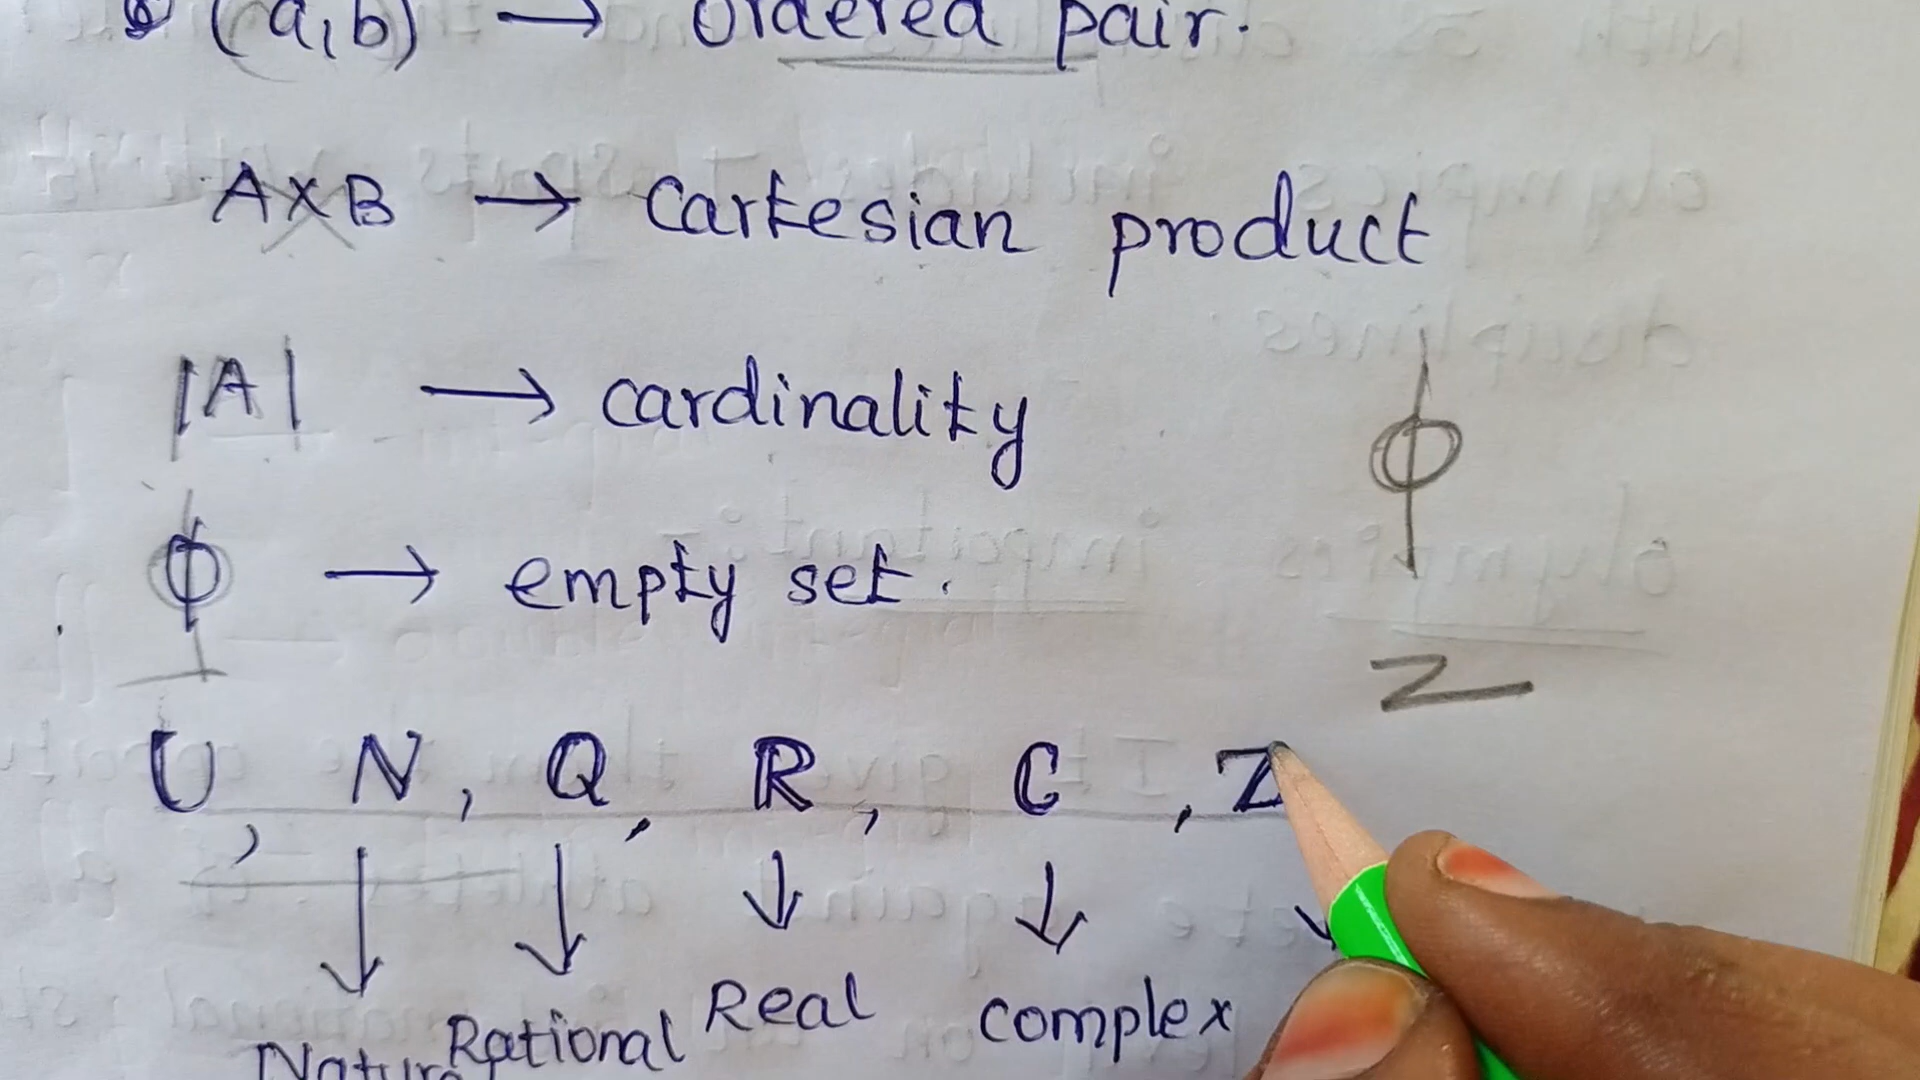 (a,b) → ordered pair.
A×B → Cartesian product
|A| → cardinality
ϕ
ϕ → empty set.
Z
U, N, Q, R, C, Z
↓ ↓ ↓ ↓
Rational Real complex